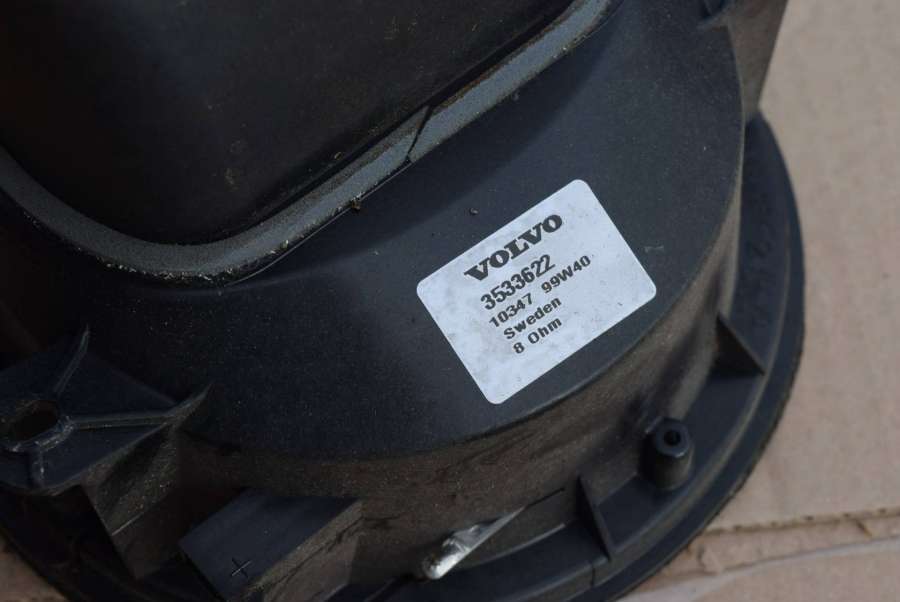 VOLVO
3533622
10347 99W40
Sweden
8 Ohm
+